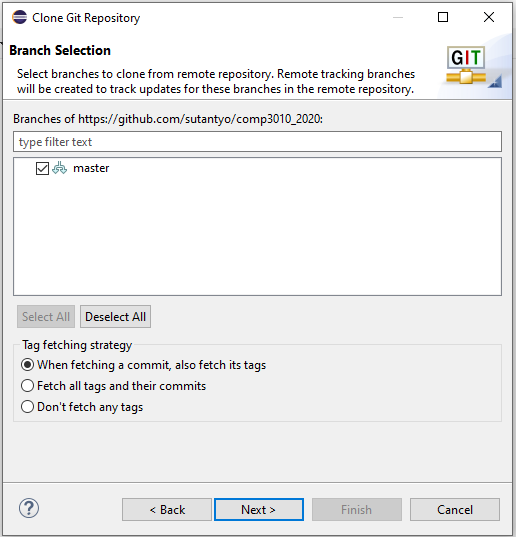 Clone Git Repository
Branch Selection
Select branches to clone from remote repository. Remote tracking branches
will be created to track updates for these branches in the remote repository.
GIT
Branches of https://github.com/sutantyo/comp3010_2020:
type filter text
master
Select All
Deselect All
Tag fetching strategy
When fetching a commit, also fetch its tags
Fetch all tags and their commits
Don't fetch any tags
?
< Back
Next >
Finish
Cancel